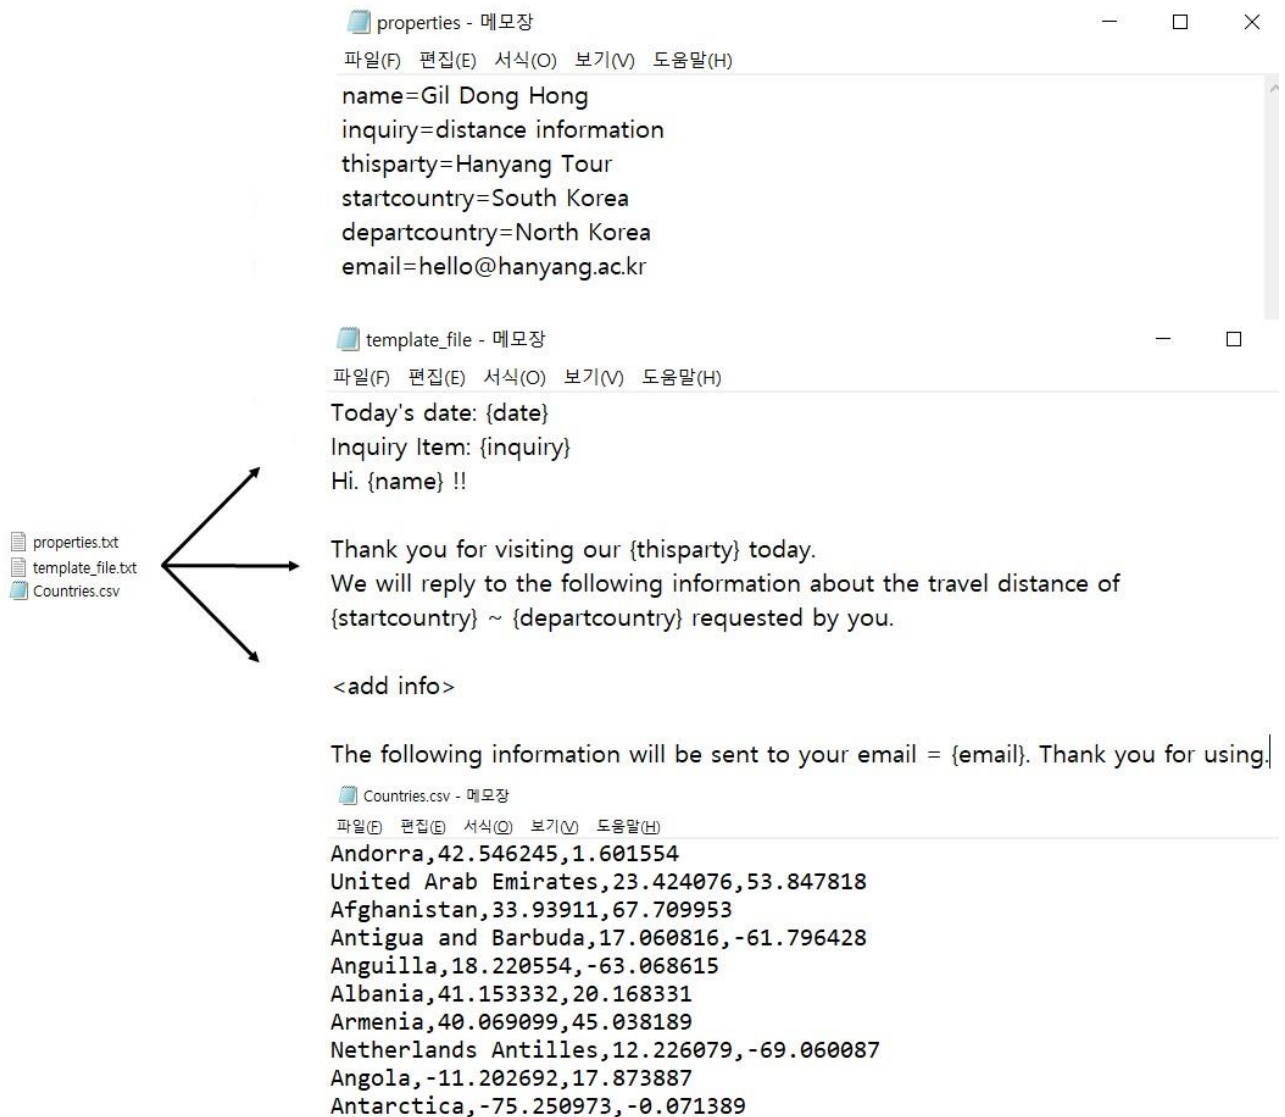 properties - 메모장
파일(F) 편집(E) 서식(O) 보기(V) 도움말(H)
name=Gil Dong Hong
inquiry=distance information
thisparty=Hanyang Tour
startcountry=South Korea
departcountry=North Korea
email=hello@hanyang.ac.kr
template_file - 메모장
파일(F) 편집(E) 서식(O) 보기(V) 도움말(H)
Today's date: {date}
Inquiry Item: {inquiry}
Hi. {name} !!
Thank you for visiting our {thisparty} today.
We will reply to the following information about the travel distance of
{startcountry} ~ {departcountry} requested by you.
<add info>
The following information will be sent to your email = {email}. Thank you for using.
properties.txt
template_file.txt
Countries.csv
Countries.csv - 메모장
파일(F) 편집(E) 서식(O) 보기(V) 도움말(H)
Andorra,42.546245,1.601554
United Arab Emirates,23.424076,53.847818
Afghanistan,33.93911,67.709953
Antigua and Barbuda,17.060816,-61.796428
Anguilla,18.220554,-63.068615
Albania,41.153332,20.168331
Armenia,40.069099,45.038189
Netherlands Antilles,12.226079,-69.060087
Angola,-11.202692,17.873887
Antarctica,-75.250973,-0.071389